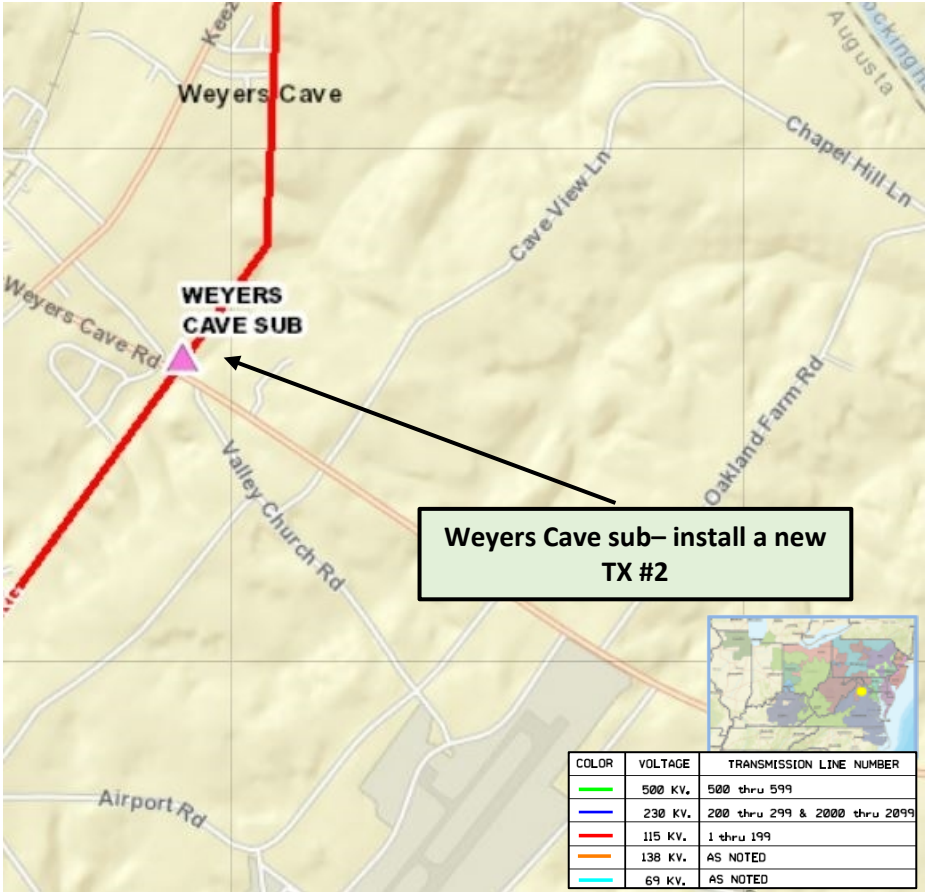 Keez
Weyers Cave
Augusta
Chapel Hill Ln
Cave View Ln
WEYERS
CAVE SUB
Weyers Cave Rd
Oakland Farm Rd
Valley Church Rd
Weyers Cave sub– install a new
TX #2
Airport Rd
COLOR VOLTAGE TRANSMISSION LINE NUMBER
500 KV. 500 thru 599
230 KV. 200 thru 299 & 2000 thru 2099
115 KV. 1 thru 199
138 KV. AS NOTED
69 KV. AS NOTED